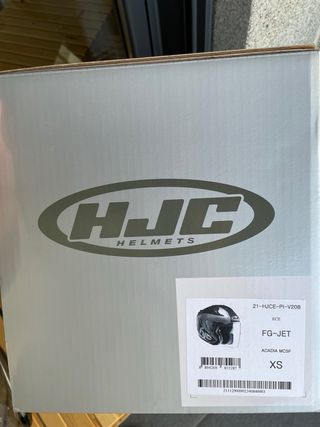 HJC
HELMETS
21-HJCE-PI-V208
ECE
FG-JET
ACADIA MC5F
XS